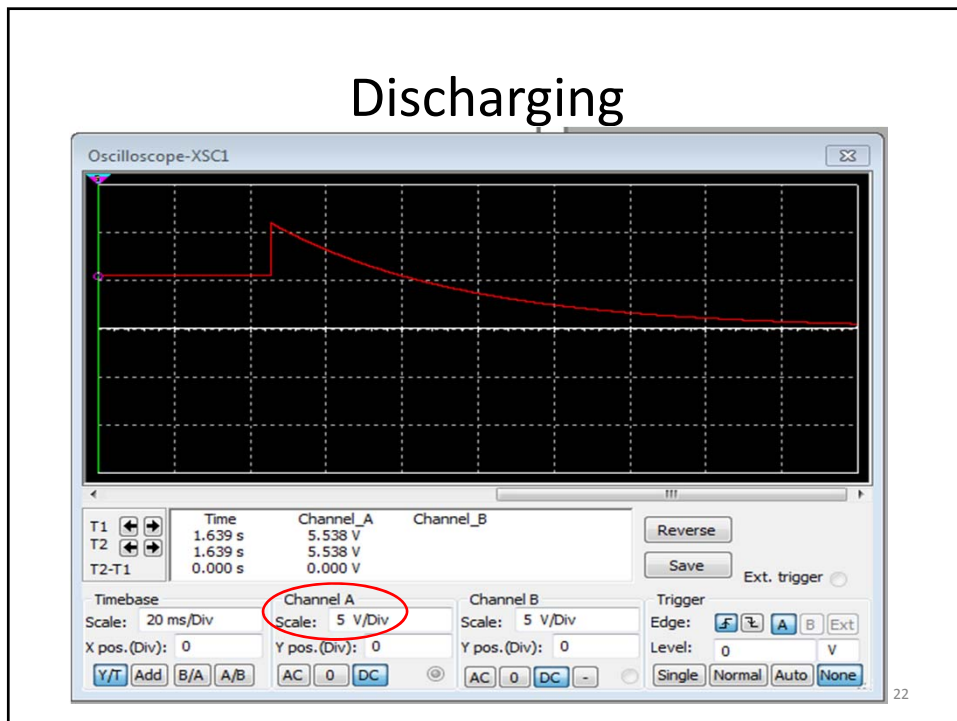 Discharging
Oscilloscope-XSC1
Time Channel_A Channel_B
T1 1.639 s 5.538 V
T2 1.639 s 5.538 V
T2-T1 0.000 s 0.000 V
Reverse
Save
Ext. trigger
Timebase
Scale: 20 ms/Div
X pos.(Div): 0
Y/T Add B/A A/B
Channel A
Scale: 5 V/Div
Y pos.(Div): 0
AC 0 DC
Channel B
Scale: 5 V/Div
Y pos.(Div): 0
AC 0 DC -
Trigger
Edge: A B Ext
Level: 0 V
Single Normal Auto None
22